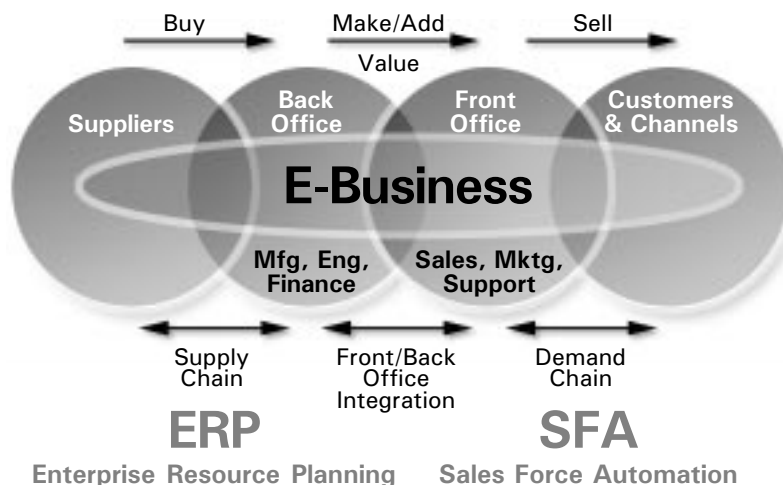 Buy
Make/Add
Value
Sell
Suppliers
Back
Office
Front
Office
Customers
& Channels
E-Business
Mfg, Eng,
Finance
Sales, Mktg,
Support
Supply
Chain
Front/Back
Office
Integration
Demand
Chain
ERP
SFA
Enterprise Resource Planning
Sales Force Automation